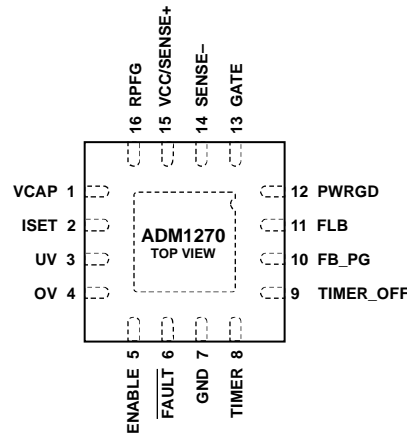 16 RPFG
15 VCC/SENSE+
14 SENSE–
13 GATE
VCAP 1
ISET 2
UV 3
OV 4
ADM1270
TOP VIEW
12 PWRGD
11 FLB
10 FB_PG
9 TIMER_OFF
ENABLE 5
FAULT 6
GND 7
TIMER 8